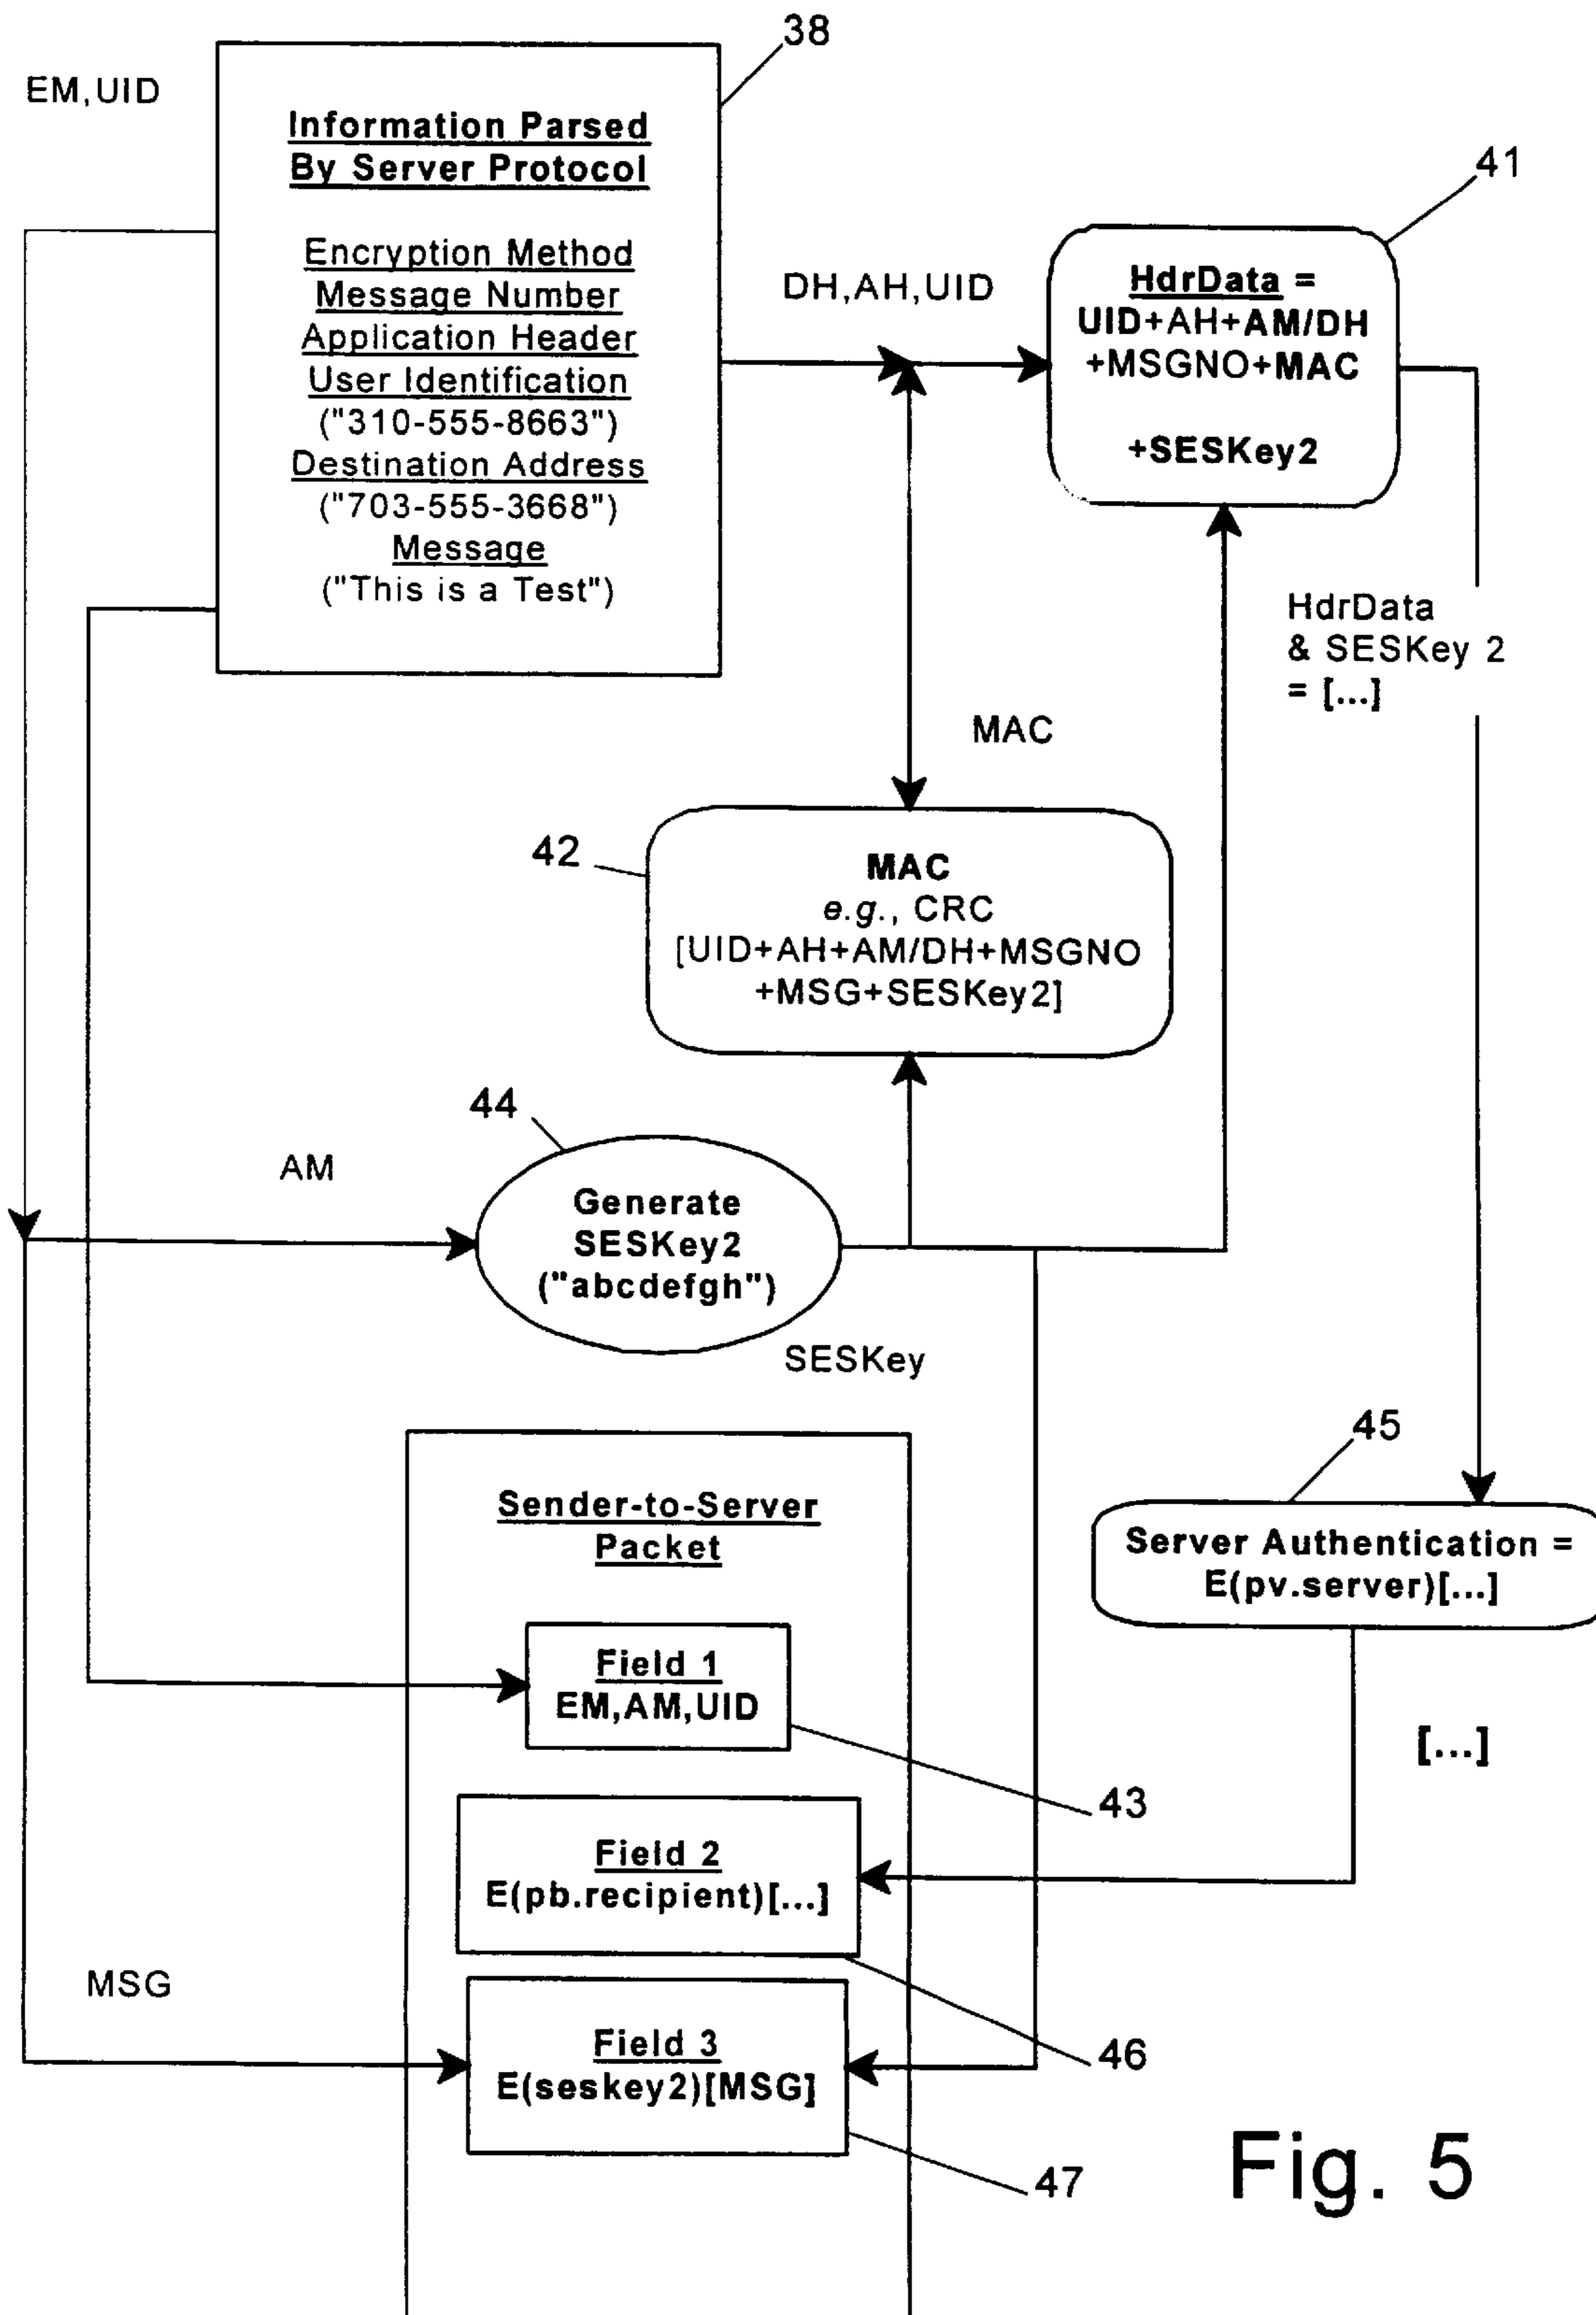 38
EM,UID
Information Parsed
By Server Protocol
Encryption Method
Message Number
Application Header
User Identification
("310-555-8663")
Destination Address
("703-555-3668")
Message
("This is a Test")
DH,AH,UID
41
HdrData =
UID+AH+AM/DH
+MSGNO+MAC
+SESKey2
HdrData
& SESKey 2
= [...]
MAC
42
MAC
e.g., CRC
[UID+AH+AM/DH+MSGNO
+MSG+SESKey2]
44
AM
Generate
SESKey2
("abcdefgh")
SESKey
45
Server Authentication =
E(pv.server)[...]
Sender-to-Server
Packet
Field 1
EM,AM,UID
[...]
43
Field 2
E(pb.recipient)[...]
MSG
46
Field 3
E(seskey2)[MSG]
47
Fig. 5